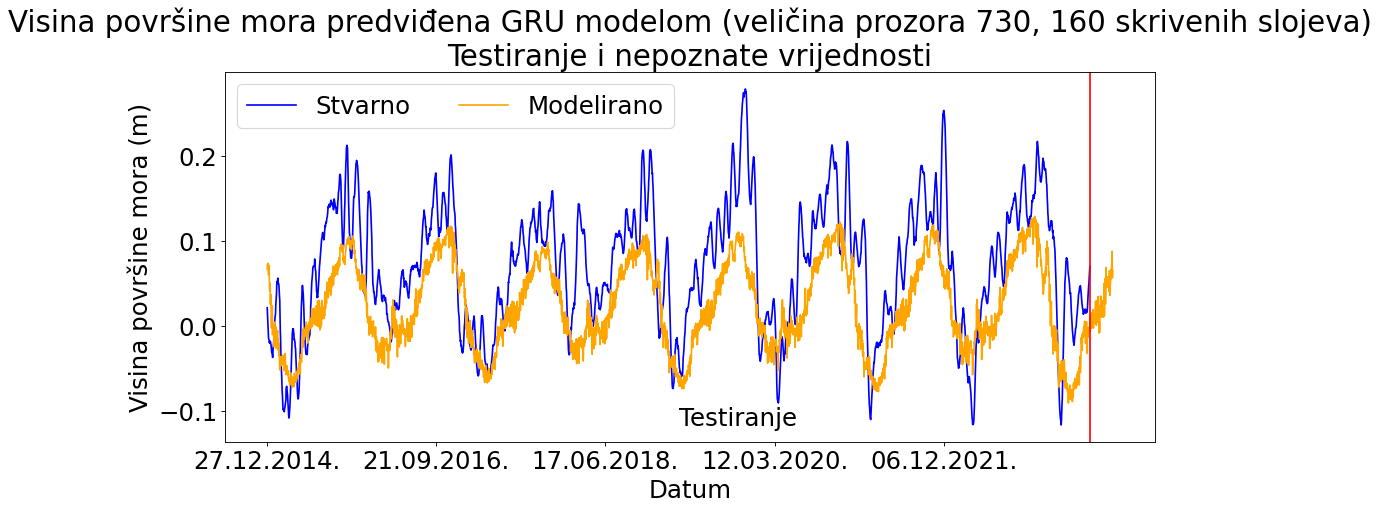 Visina površine mora predviđena GRU modelom (veličina prozora 730, 160 skrivenih slojeva)
Testiranje i nepoznate vrijednosti
Stvarno Modelirano
Visina površine mora (m)
0.2
0.1
0.0
−0.1
Testiranje
27.12.2014. 21.09.2016. 17.06.2018. 12.03.2020. 06.12.2021.
Datum